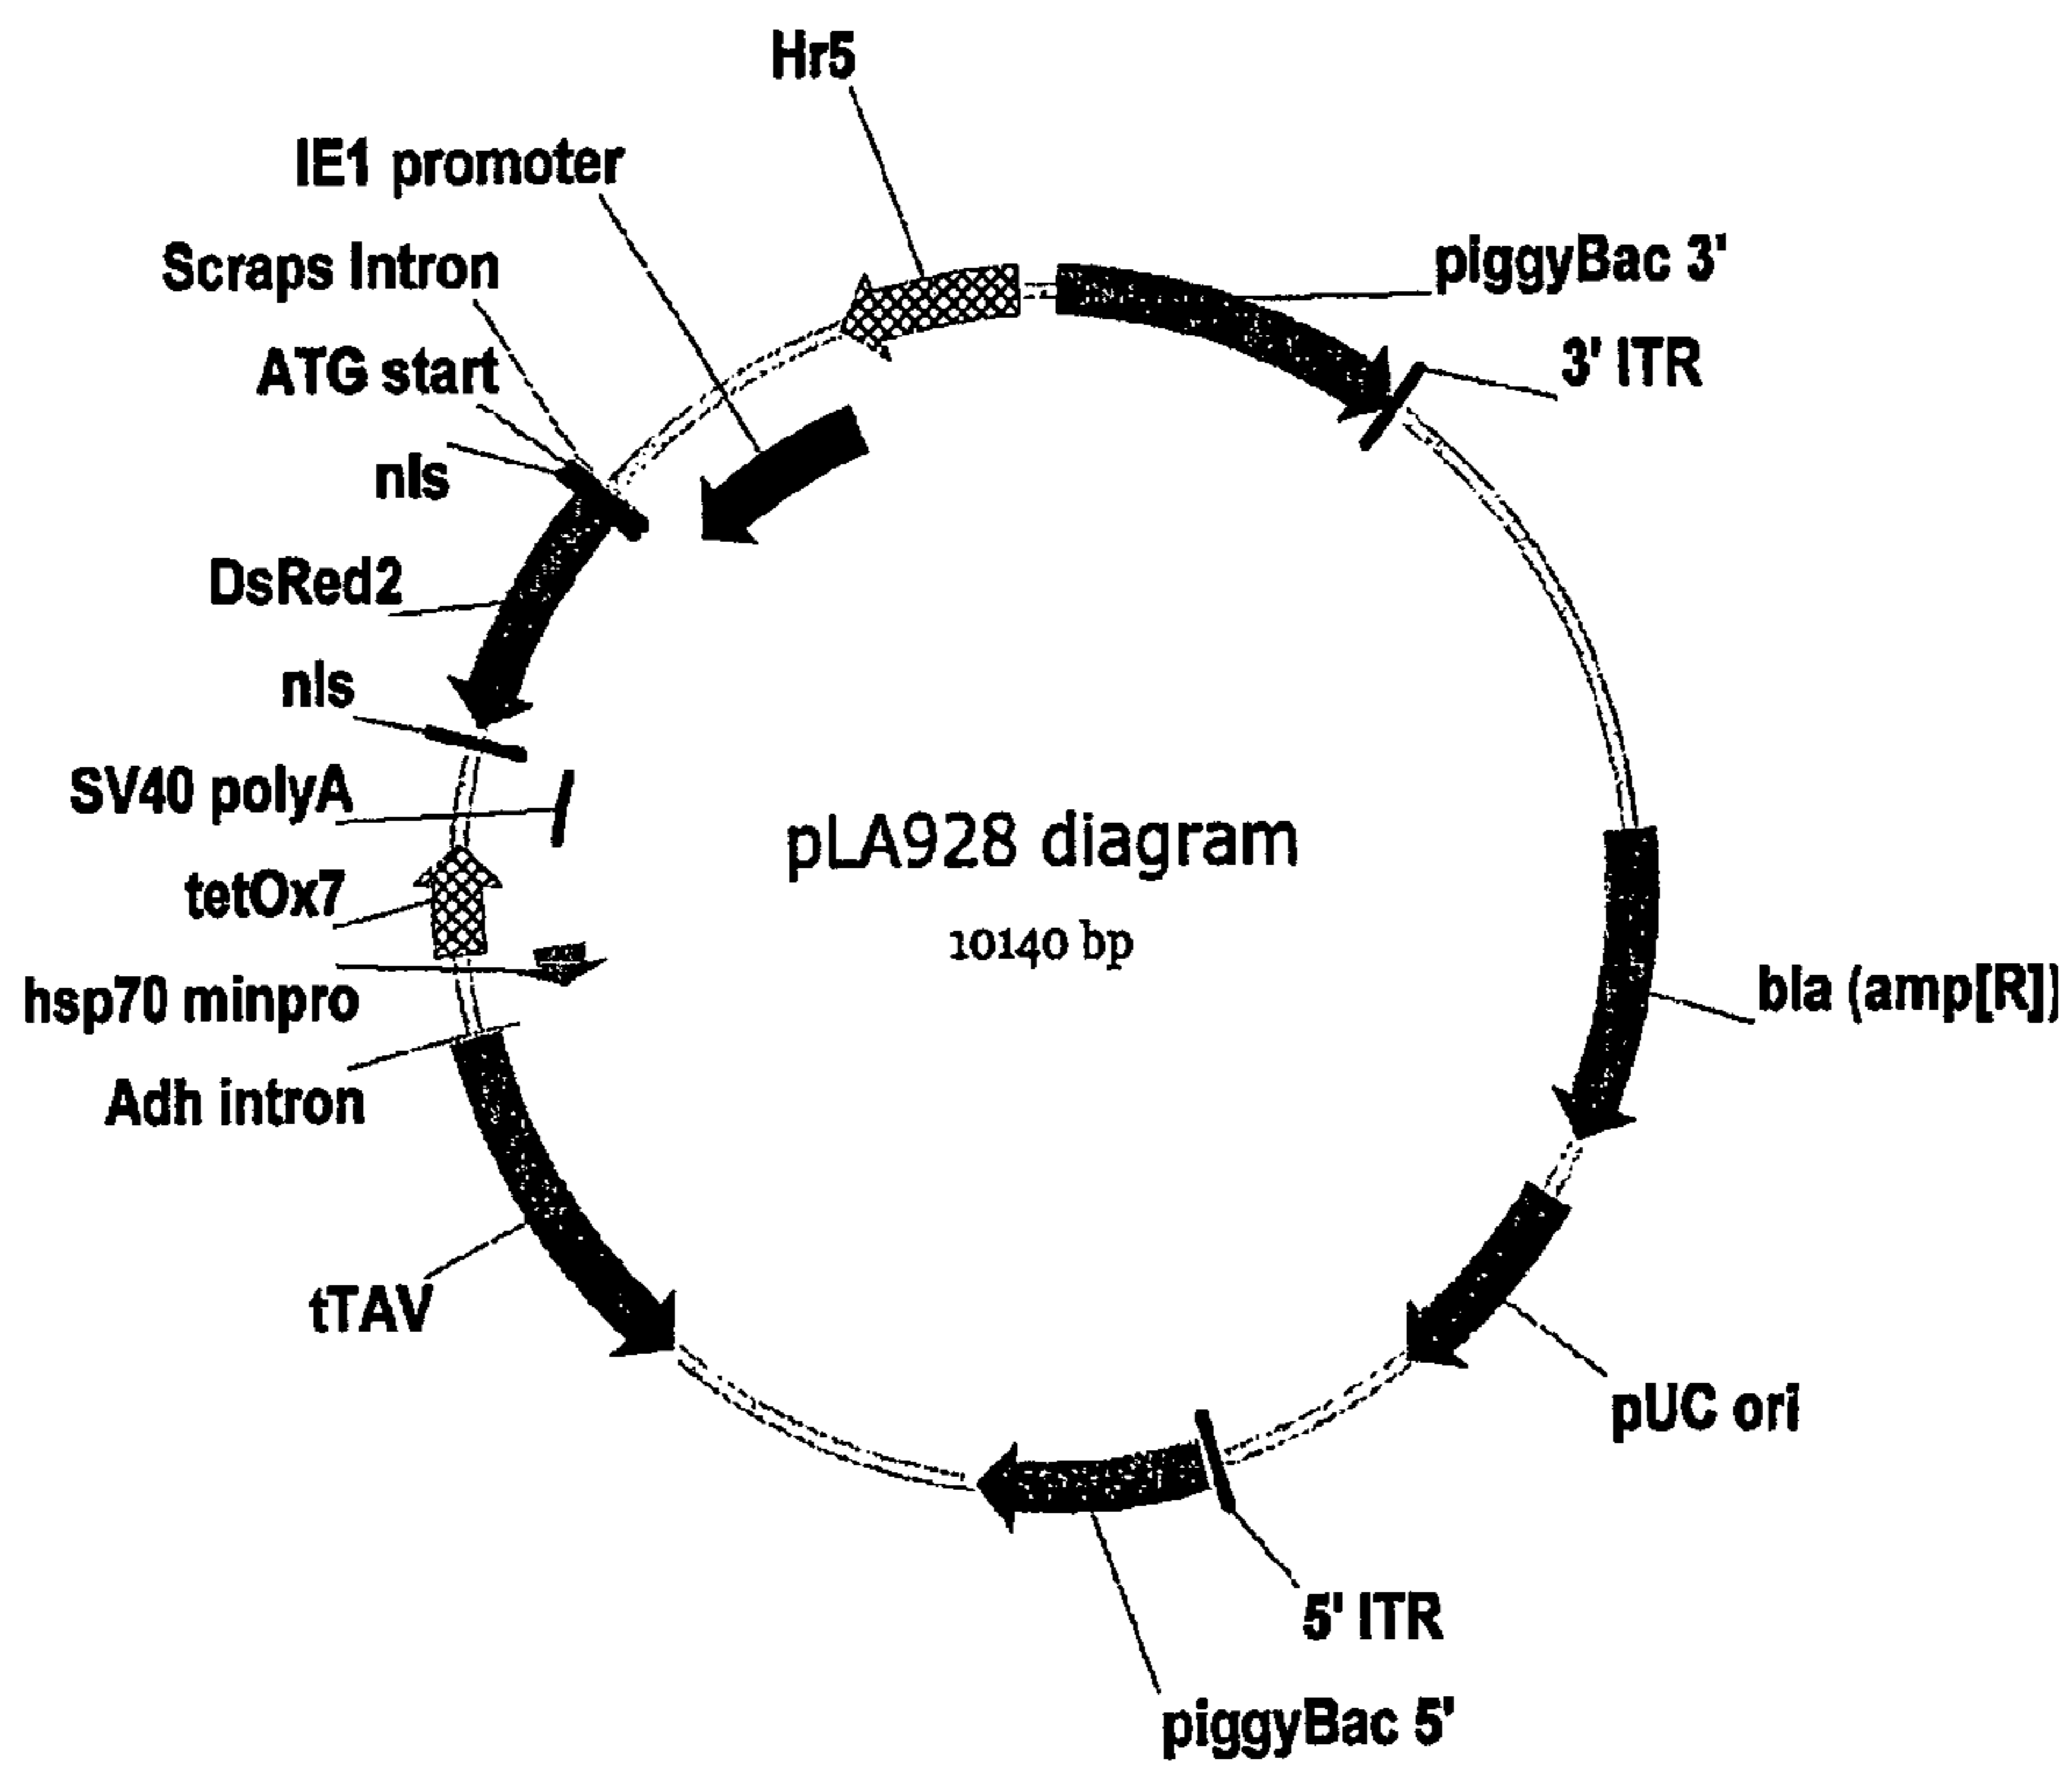 Hr5
IE1 promoter
Scraps Intron
piggyBac 3'
ATG start
3' ITR
nls
DsRed2
nls
SV40 polyA
pLA928 diagram
tetOx7
10140 bp
hsp70 minpro
bla (amp[R])
Adh intron
tTAV
pUC ori
5' ITR
piggyBac 5'